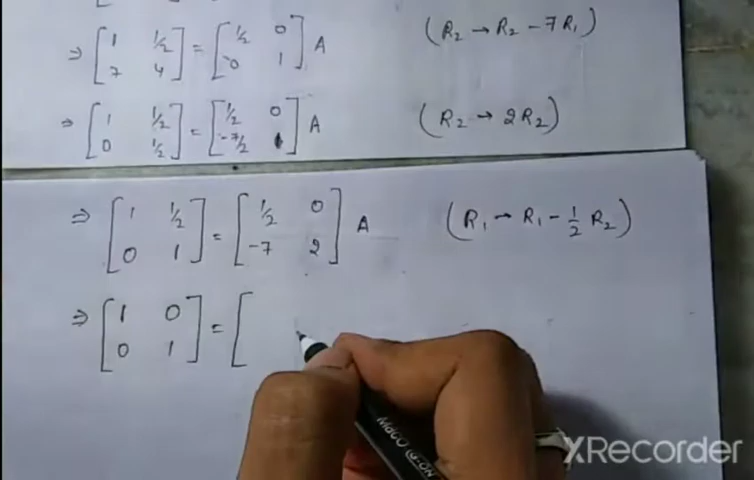 ⇒ [1 1/2; 7 4] = [1/2 0; 0 1] A (R₂ → R₂ - 7R₁)
⇒ [1 1/2; 0 1/2] = [1/2 0; -7/2 1] A (R₂ → 2R₂)
⇒ [1 1/2; 0 1] = [1/2 0; -7 2] A (R₁ → R₁ - 1/2 R₂)
⇒ [1 0; 0 1] = [
XRecorder